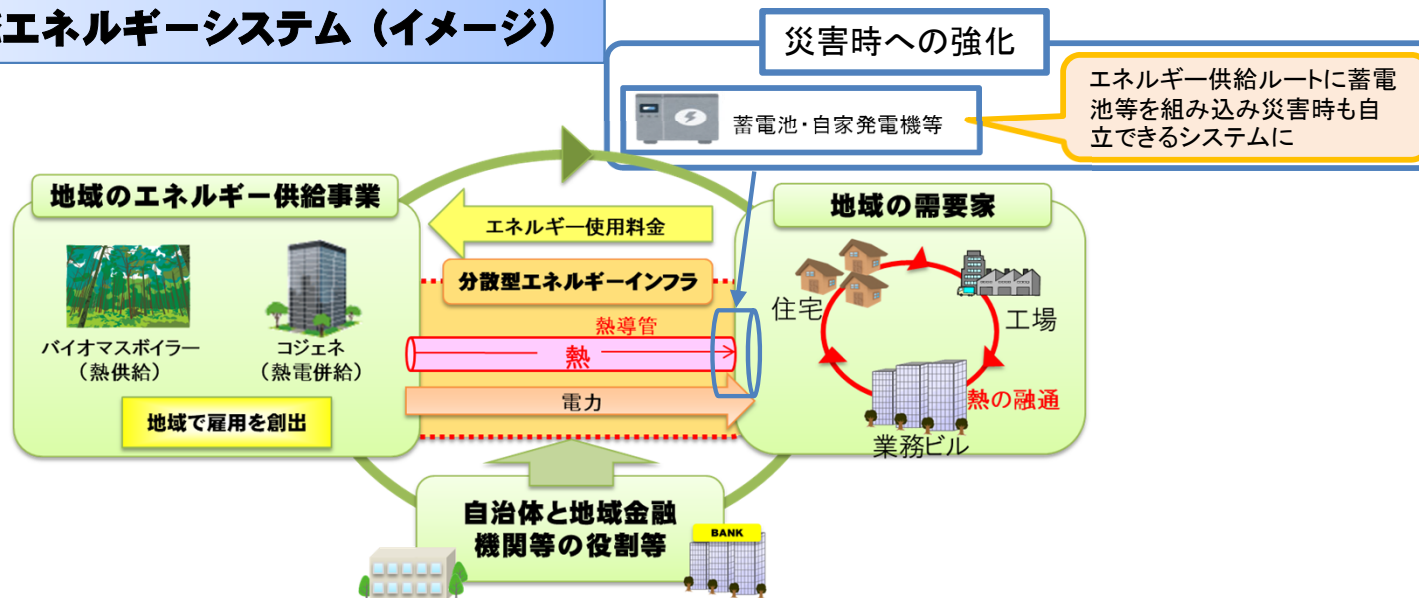 エネルギーシステム（イメージ）
災害時への強化
蓄電池・自家発電機等
エネルギー供給ルートに蓄電
池等を組み込み災害時も自
立できるシステムに
地域のエネルギー供給事業
バイオマスボイラー
（熱供給）
コジェネ
（熱電併給）
地域で雇用を創出
エネルギー使用料金
分散型エネルギーインフラ
熱導管
熱
電力
地域の需要家
住宅
工場
熱の融通
業務ビル
自治体と地域金融
機関等の役割等
BANK